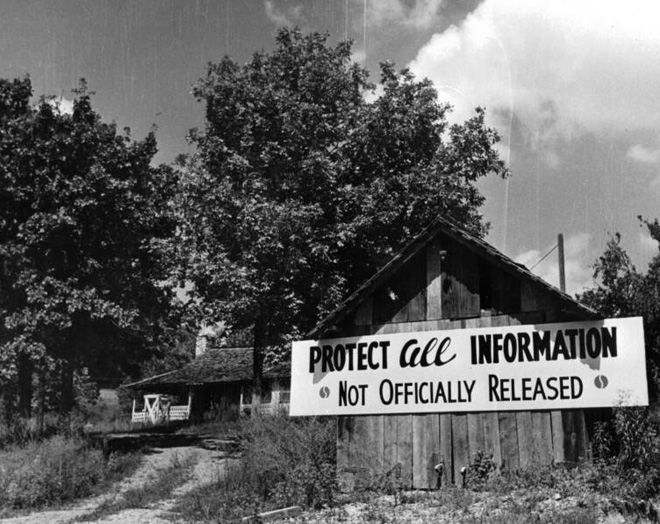 PROTECT all INFORMATION
NOT OFFICIALLY RELEASED